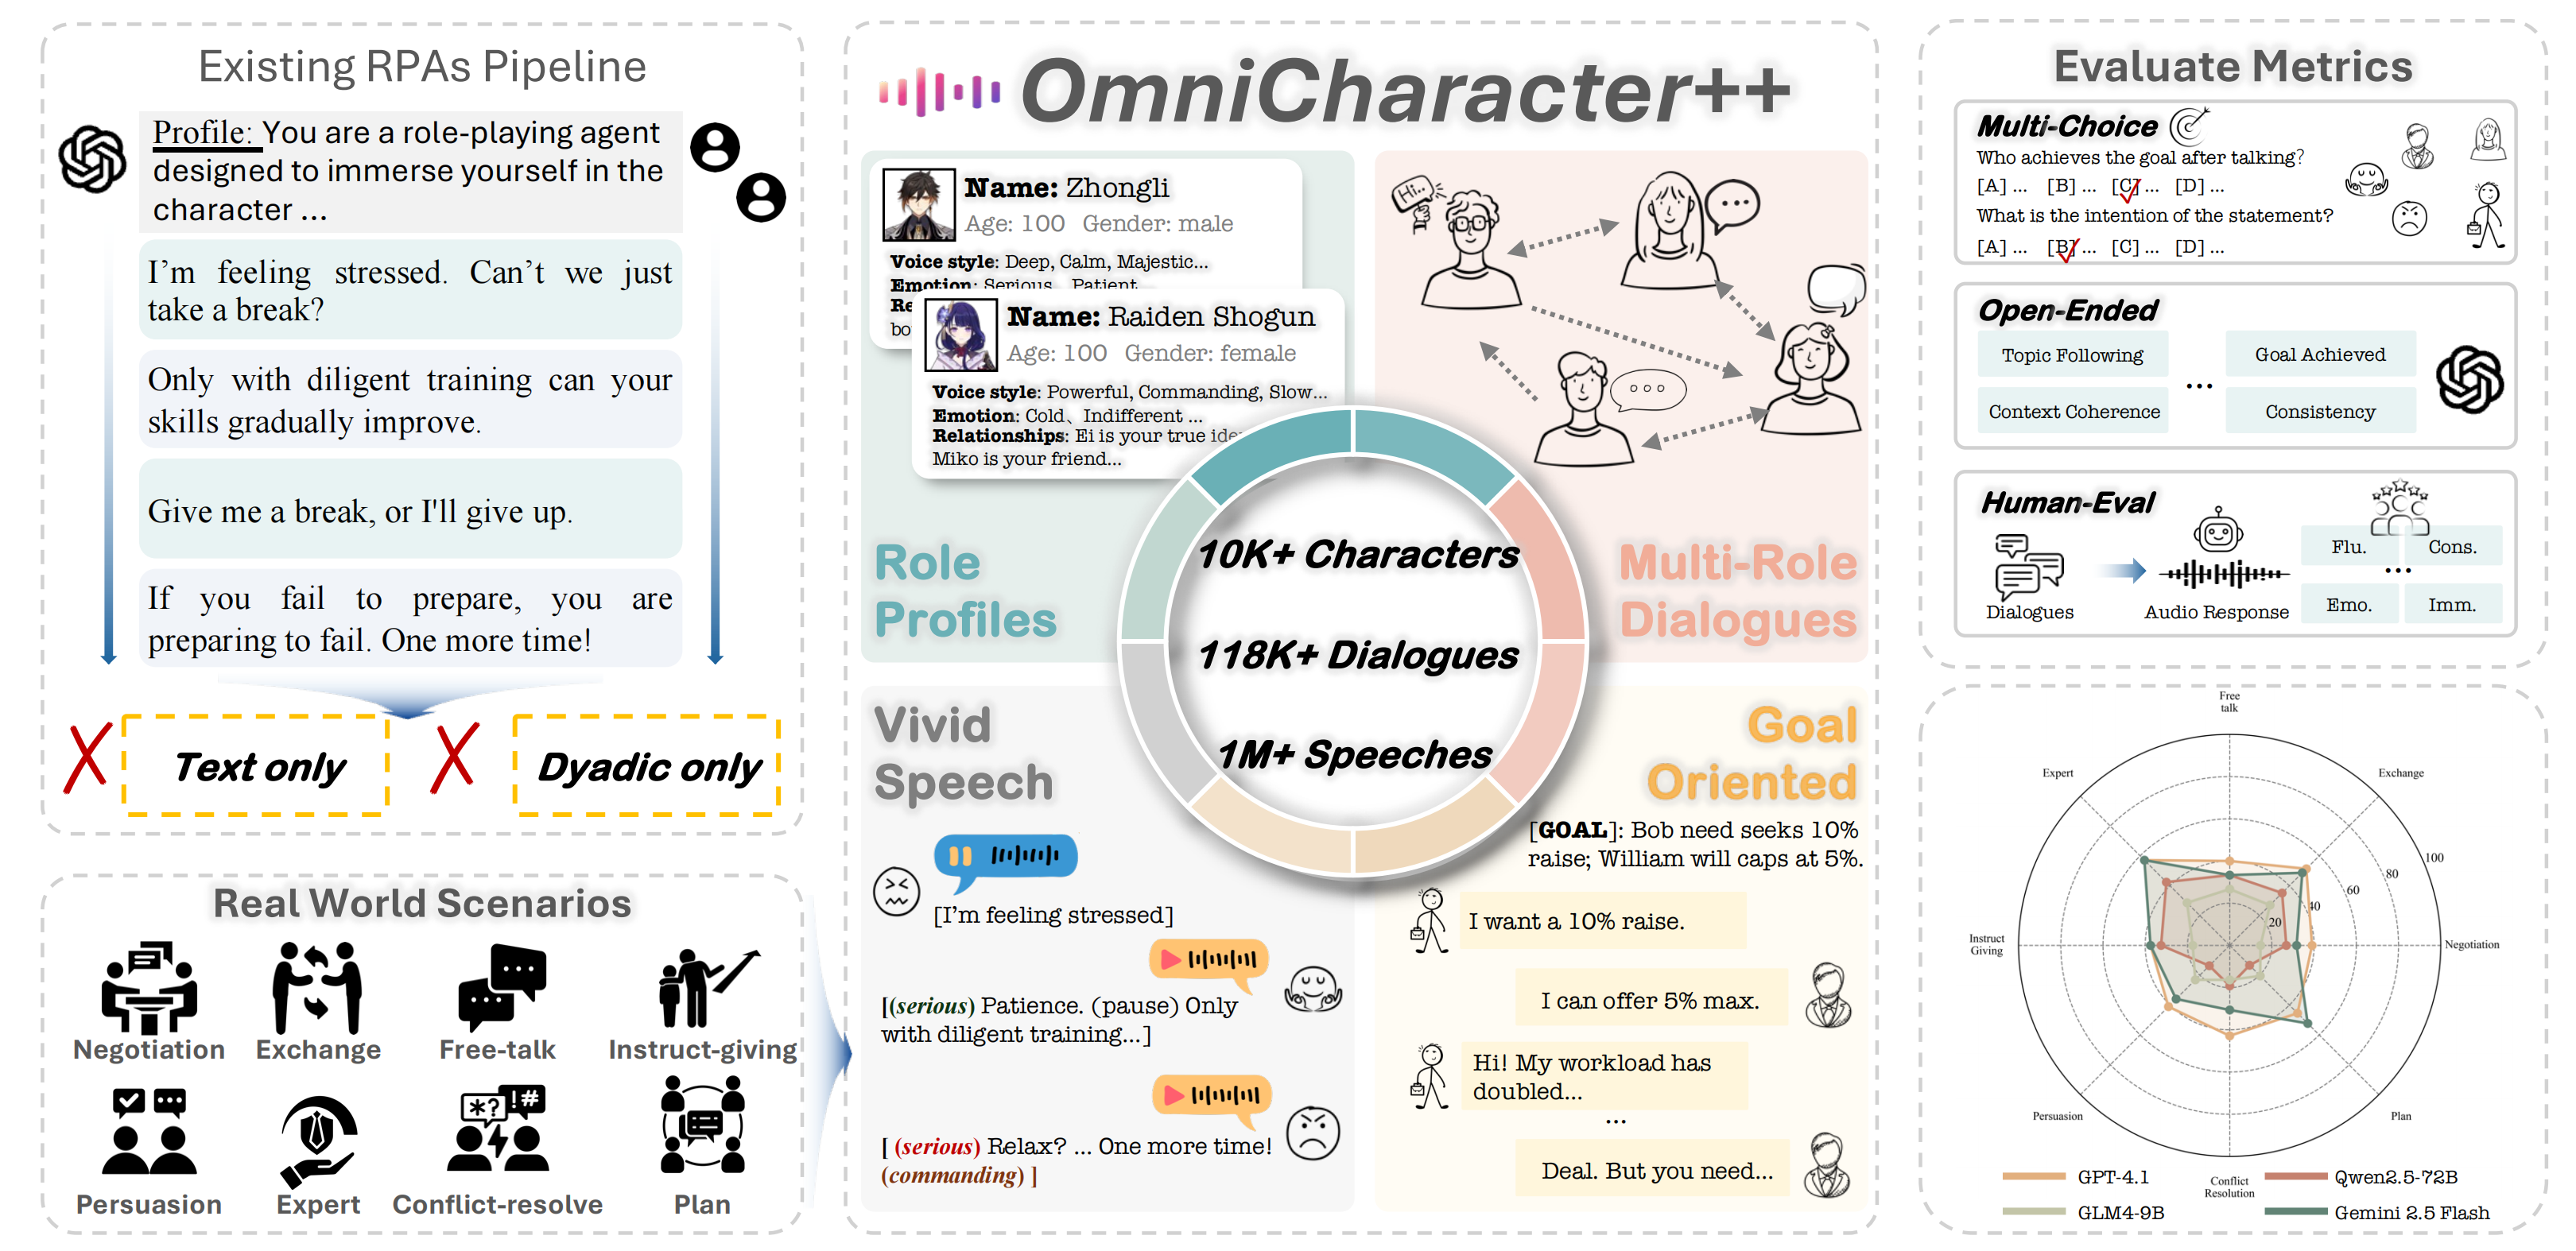 Existing RPAs Pipeline
Profile: You are a role-playing agent
designed to immerse yourself in the
character ...
I'm feeling stressed. Can't we just
take a break?
Only with diligent training can your
skills gradually improve.
Give me a break, or I'll give up.
If you fail to prepare, you are
preparing to fail. One more time!
Text only
Dyadic only
Real World Scenarios
Negotiation
Exchange
Free-talk
Instruct-giving
Persuasion
Expert
*?
!#
Conflict-resolve
Plan
OmniCharacter++
Name: Zhongli
Age: 100 Gender: male
Voice style: Deep, Calm, Majestic...
Emotion: Serious, Patient
Re
bo
Name: Raiden Shogun
Age: 100 Gender: female
Voice style: Powerful, Commanding, Slow...
Emotion: Cold、Indifferent ...
Relationships: Ei is your true ide
Miko is your friend...
Role
Profiles
Hi..
Multi-Role
Dialogues
10K+ Characters
118K+ Dialogues
1M+ Speeches
Vivid
Speech
[I'm feeling stressed]
[(serious) Patience. (pause) Only
with diligent training...]
[ (serious) Relax? ... One more time!
(commanding) ]
Goal
Oriented
[GOAL]: Bob need seeks 10%
raise; William will caps at 5%.
I want a 10% raise.
I can offer 5% max.
Hi! My workload has
doubled...
...
Deal. But you need...
Evaluate Metrics
Multi-Choice
Who achieves the goal after talking?
[A] ... [B] ... [C] ... [D] ...
What is the intention of the statement?
[A] ... [B] ... [C] ... [D] ...
Open-Ended
Topic Following
Goal Achieved
...
Context Coherence
Consistency
Human-Eval
Dialogues
Audio Response
Flu.
Cons.
...
Emo.
Imm.
Free
talk
Expert
Exchange
100
80
60
40
20
Instruct
Giving
Negotiation
Persuasion
Plan
Conflict
Resolution
GPT-4.1
Qwen2.5-72B
GLM4-9B
Gemini 2.5 Flash